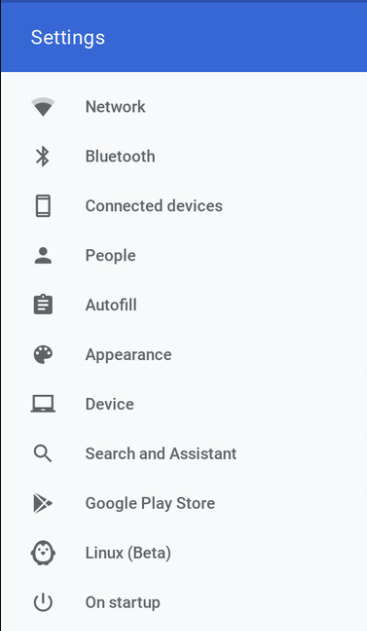 Settings
Network
Bluetooth
Connected devices
People
Autofill
Appearance
Device
Search and Assistant
Google Play Store
Linux (Beta)
On startup